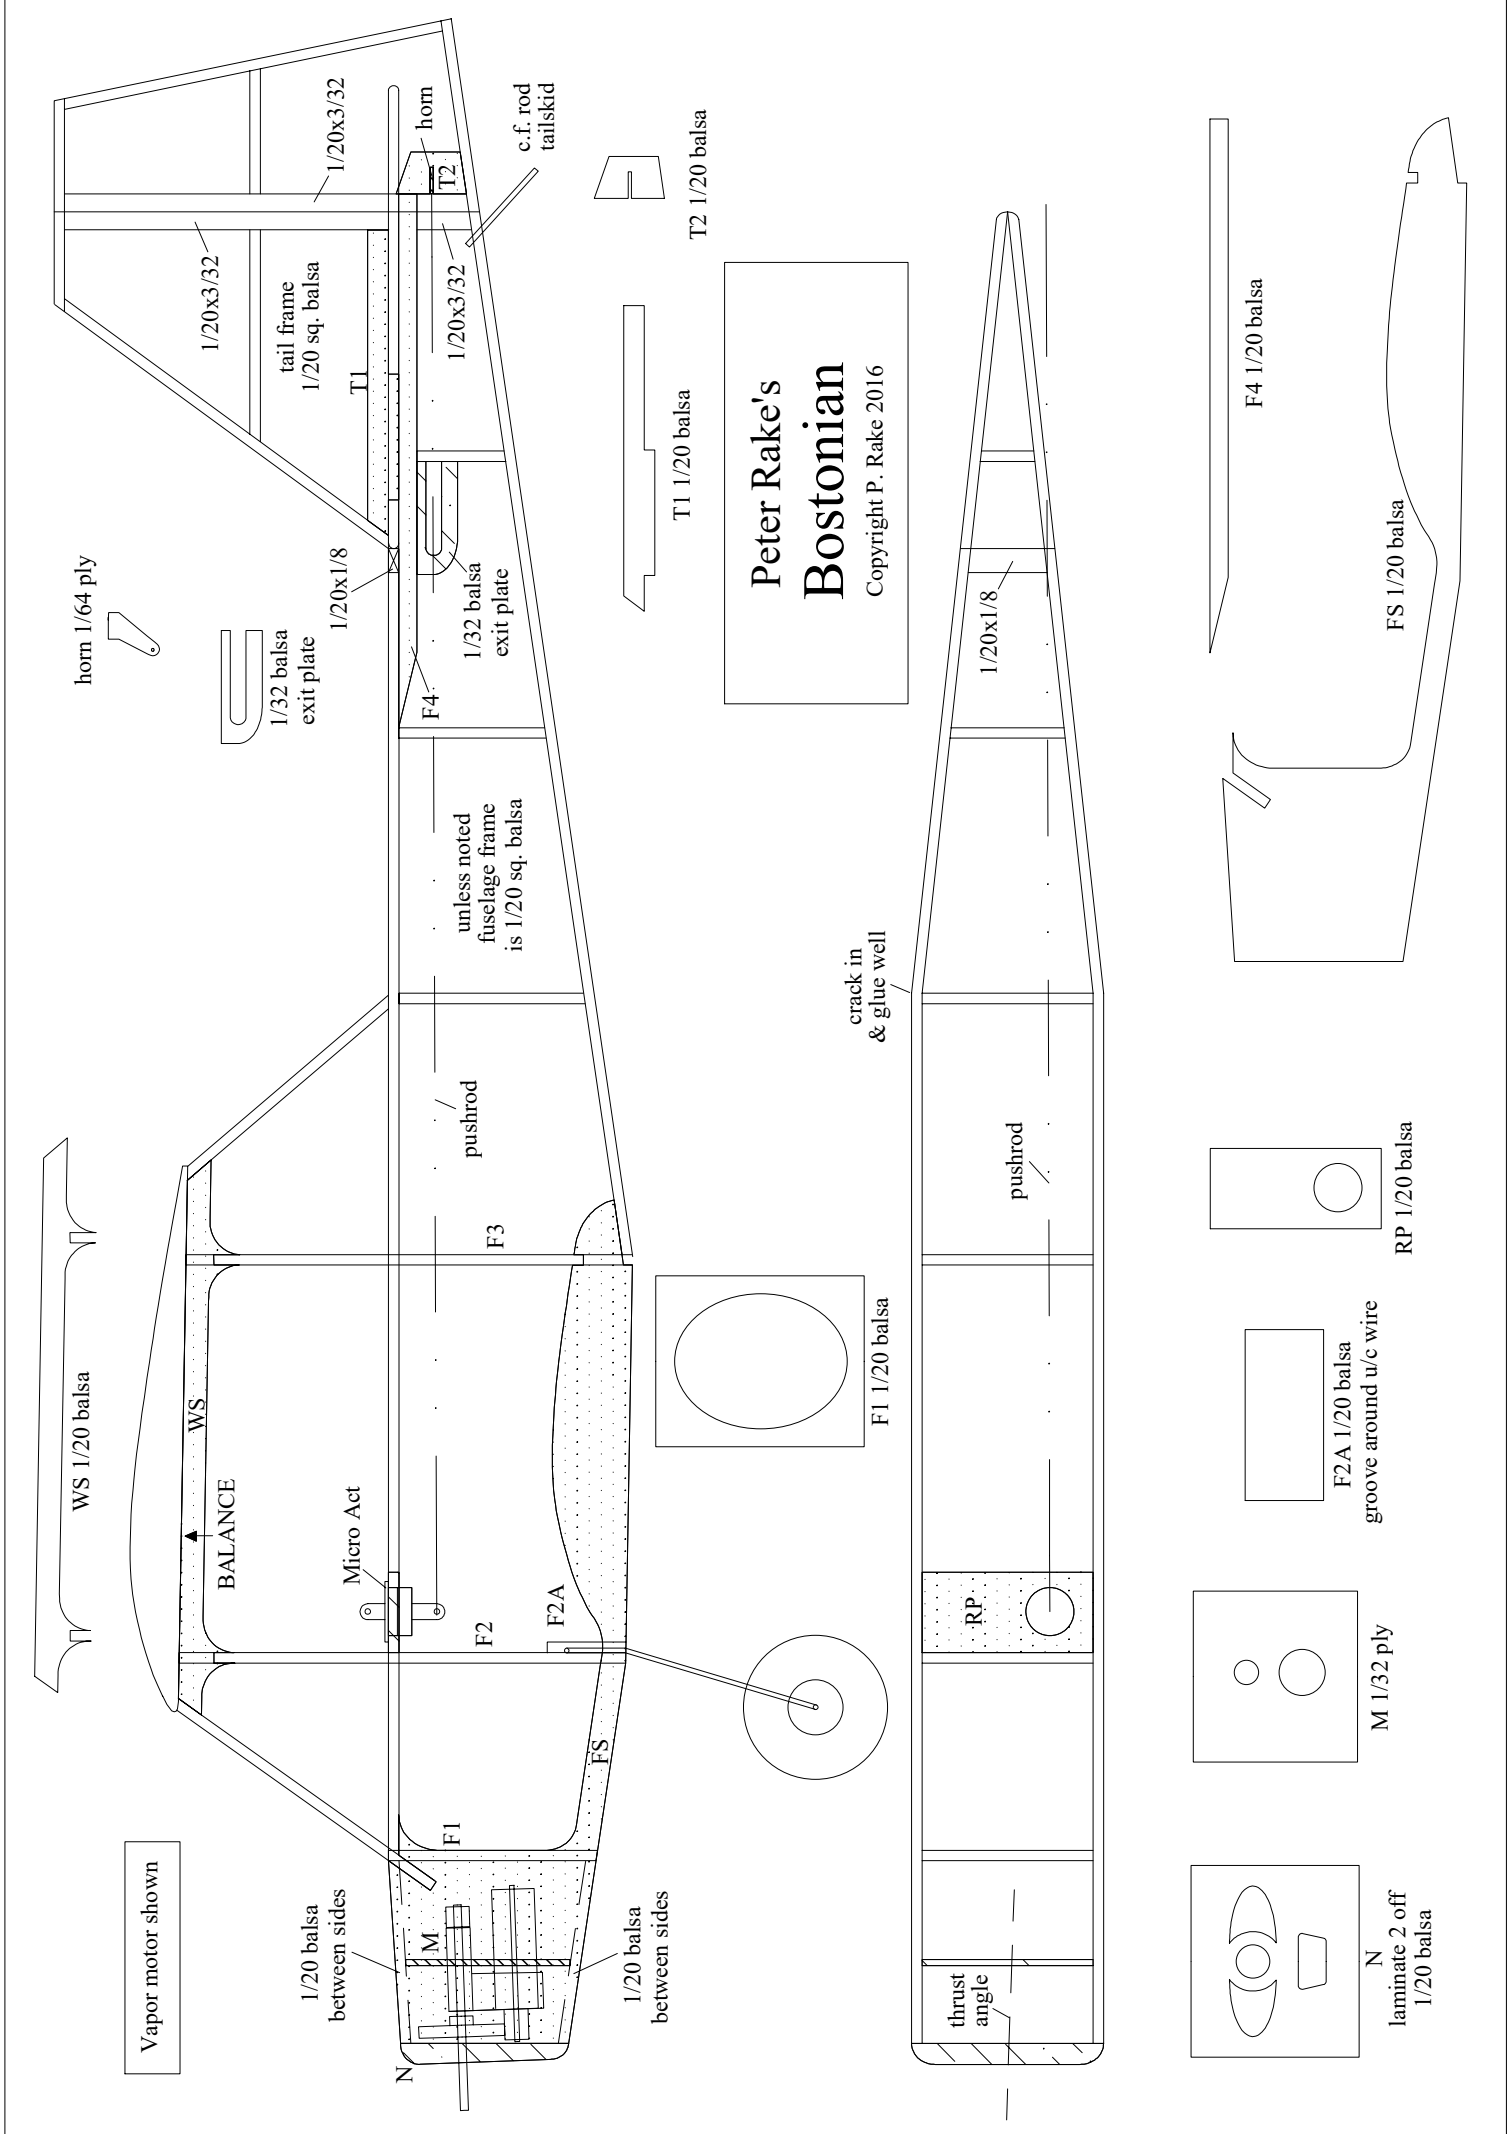 Vapor motor shown
WS 1/20 balsa
horn 1/64 ply
1/32 balsa
exit plate
1/20x3/32
1/20x3/32
horn
T2
c.f. rod
tailskid
tail frame
1/20 sq. balsa
T1
1/20x3/32
1/20x1/8
1/32 balsa
exit plate
F4
unless noted
fuselage frame
is 1/20 sq. balsa
pushrod
WS
BALANCE
Micro Act
F3
F2
F2A
FS
F1
M
N
1/20 balsa
between sides
1/20 balsa
between sides
T2 1/20 balsa
T1 1/20 balsa
F1 1/20 balsa
Peter Rake's
Bostonian
Copyright P. Rake 2016
crack in
& glue well
1/20x1/8
pushrod
RP
thrust
angle
N
laminate 2 off
1/20 balsa
M 1/32 ply
F2A 1/20 balsa
groove around u/c wire
RP 1/20 balsa
FS 1/20 balsa
F4 1/20 balsa